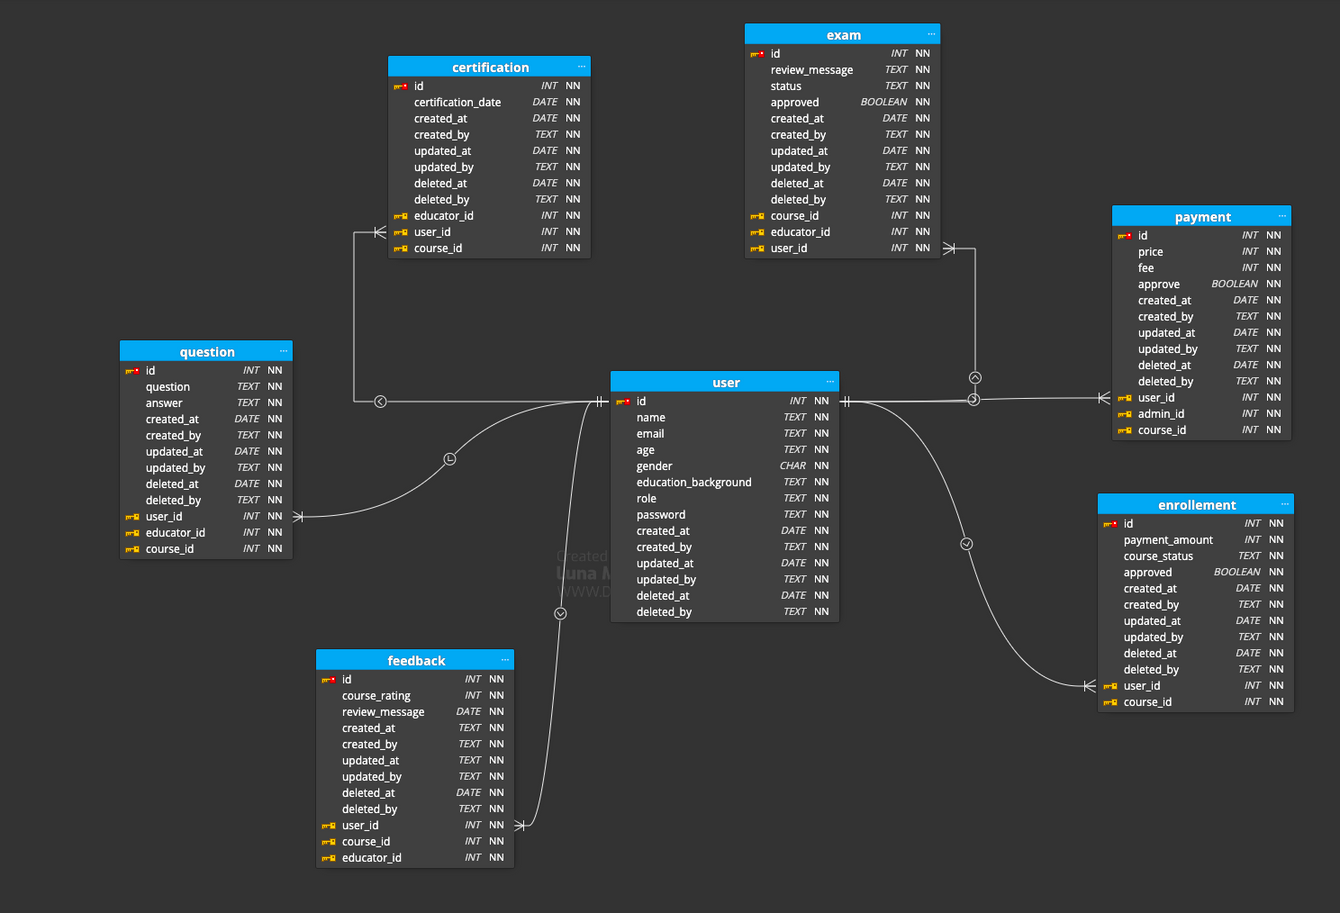 exam ...
id INT NN
review_message TEXT NN
status TEXT NN
approved BOOLEAN NN
created_at DATE NN
created_by TEXT NN
updated_at DATE NN
updated_by TEXT NN
deleted_at DATE NN
deleted_by TEXT NN
course_id INT NN
educator_id INT NN
user_id INT NN
certification ...
id INT NN
certification_date DATE NN
created_at DATE NN
created_by TEXT NN
updated_at DATE NN
updated_by TEXT NN
deleted_at DATE NN
deleted_by TEXT NN
educator_id INT NN
user_id INT NN
course_id INT NN
payment ...
id INT NN
price INT NN
fee INT NN
approve BOOLEAN NN
created_at DATE NN
created_by TEXT NN
updated_at DATE NN
updated_by TEXT NN
deleted_at DATE NN
deleted_by TEXT NN
user_id INT NN
admin_id INT NN
course_id INT NN
question ...
id INT NN
question TEXT NN
answer TEXT NN
created_at DATE NN
created_by TEXT NN
updated_at DATE NN
updated_by TEXT NN
deleted_at DATE NN
deleted_by TEXT NN
user_id INT NN
educator_id INT NN
course_id INT NN
user ...
id INT NN
name TEXT NN
email TEXT NN
age TEXT NN
gender CHAR NN
education_background TEXT NN
role TEXT NN
password TEXT NN
created_at DATE NN
created_by TEXT NN
updated_at DATE NN
updated_by TEXT NN
deleted_at DATE NN
deleted_by TEXT NN
Created
Luna M
WWW.D
enrollement ...
id INT NN
payment_amount INT NN
course_status TEXT NN
approved BOOLEAN NN
created_at DATE NN
created_by TEXT NN
updated_at DATE NN
updated_by TEXT NN
deleted_at DATE NN
deleted_by TEXT NN
user_id INT NN
course_id INT NN
feedback ...
id INT NN
course_rating INT NN
review_message DATE NN
created_at TEXT NN
created_by TEXT NN
updated_at TEXT NN
updated_by TEXT NN
deleted_at DATE NN
deleted_by TEXT NN
user_id INT NN
course_id INT NN
educator_id INT NN